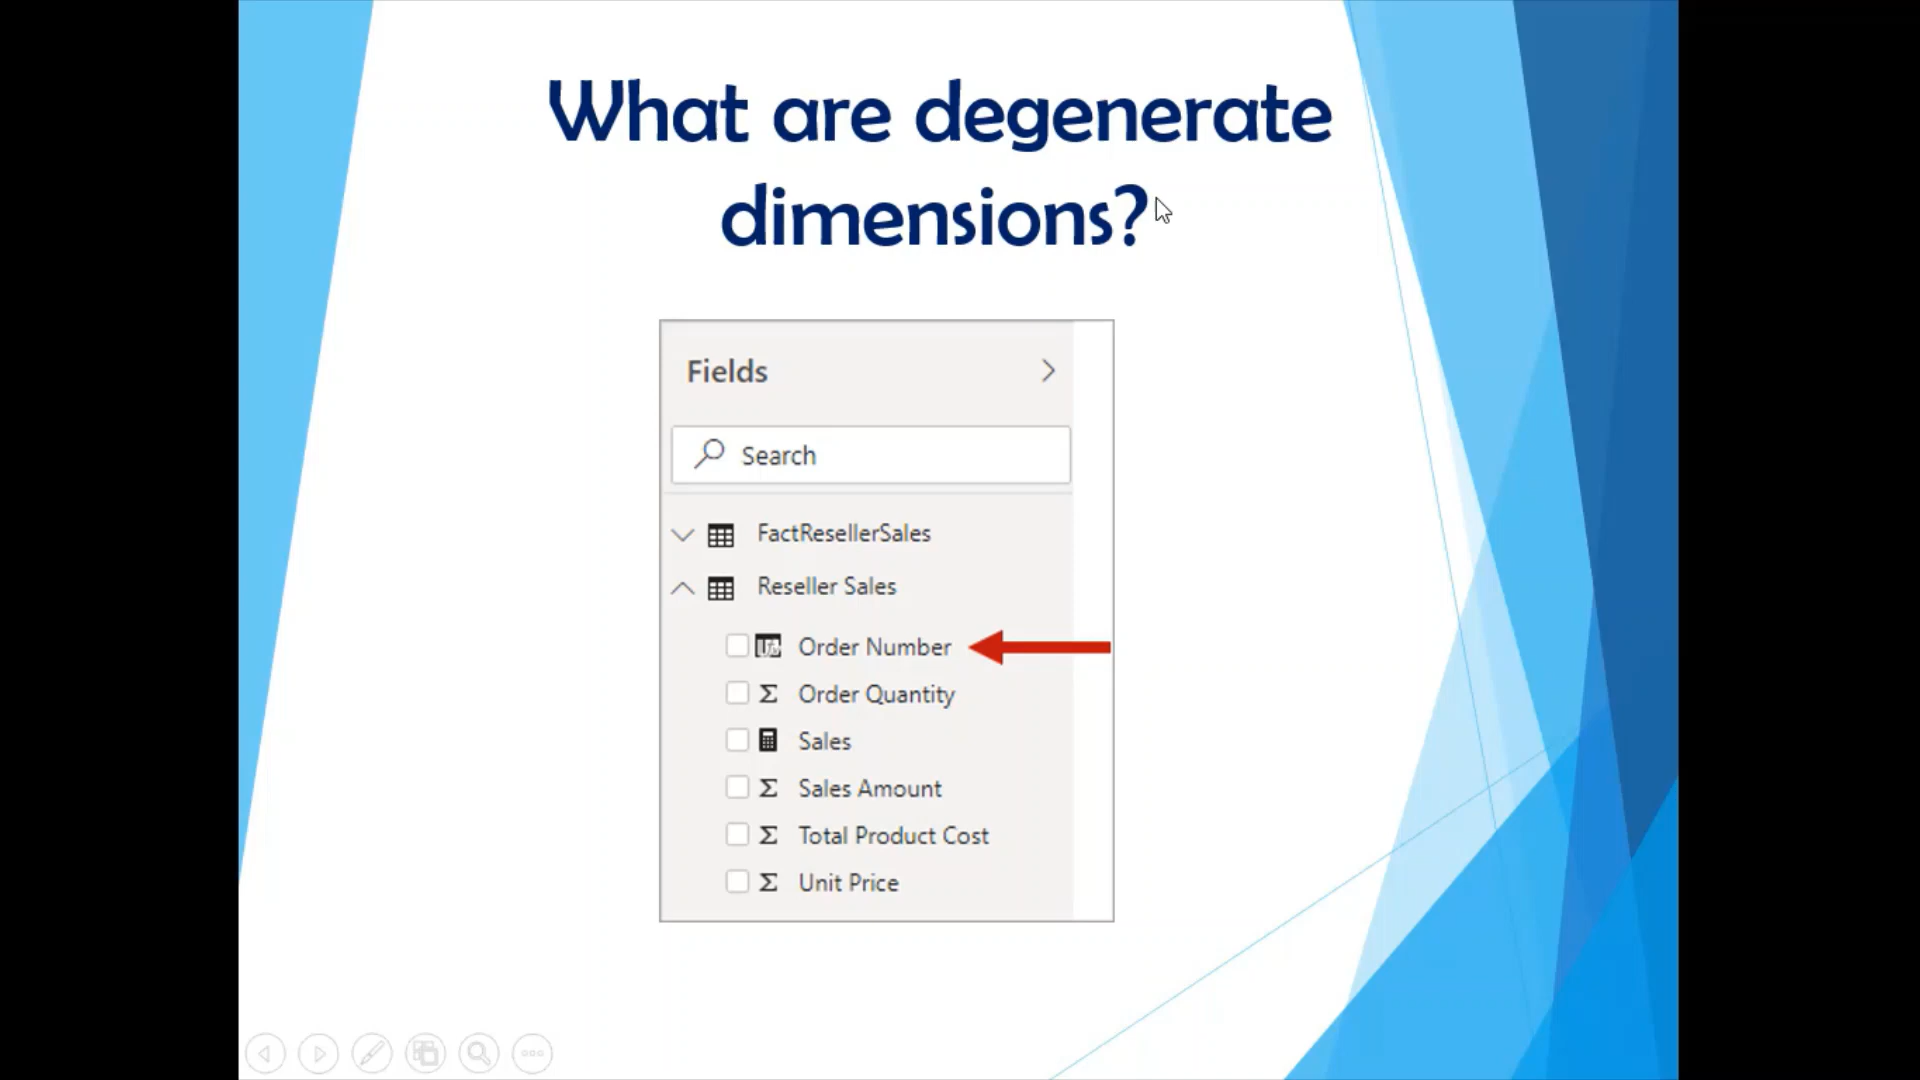 What are degenerate
dimensions?
Fields
Search
FactResellerSales
Reseller Sales
Order Number
Σ Order Quantity
Sales
Σ Sales Amount
Σ Total Product Cost
Σ Unit Price